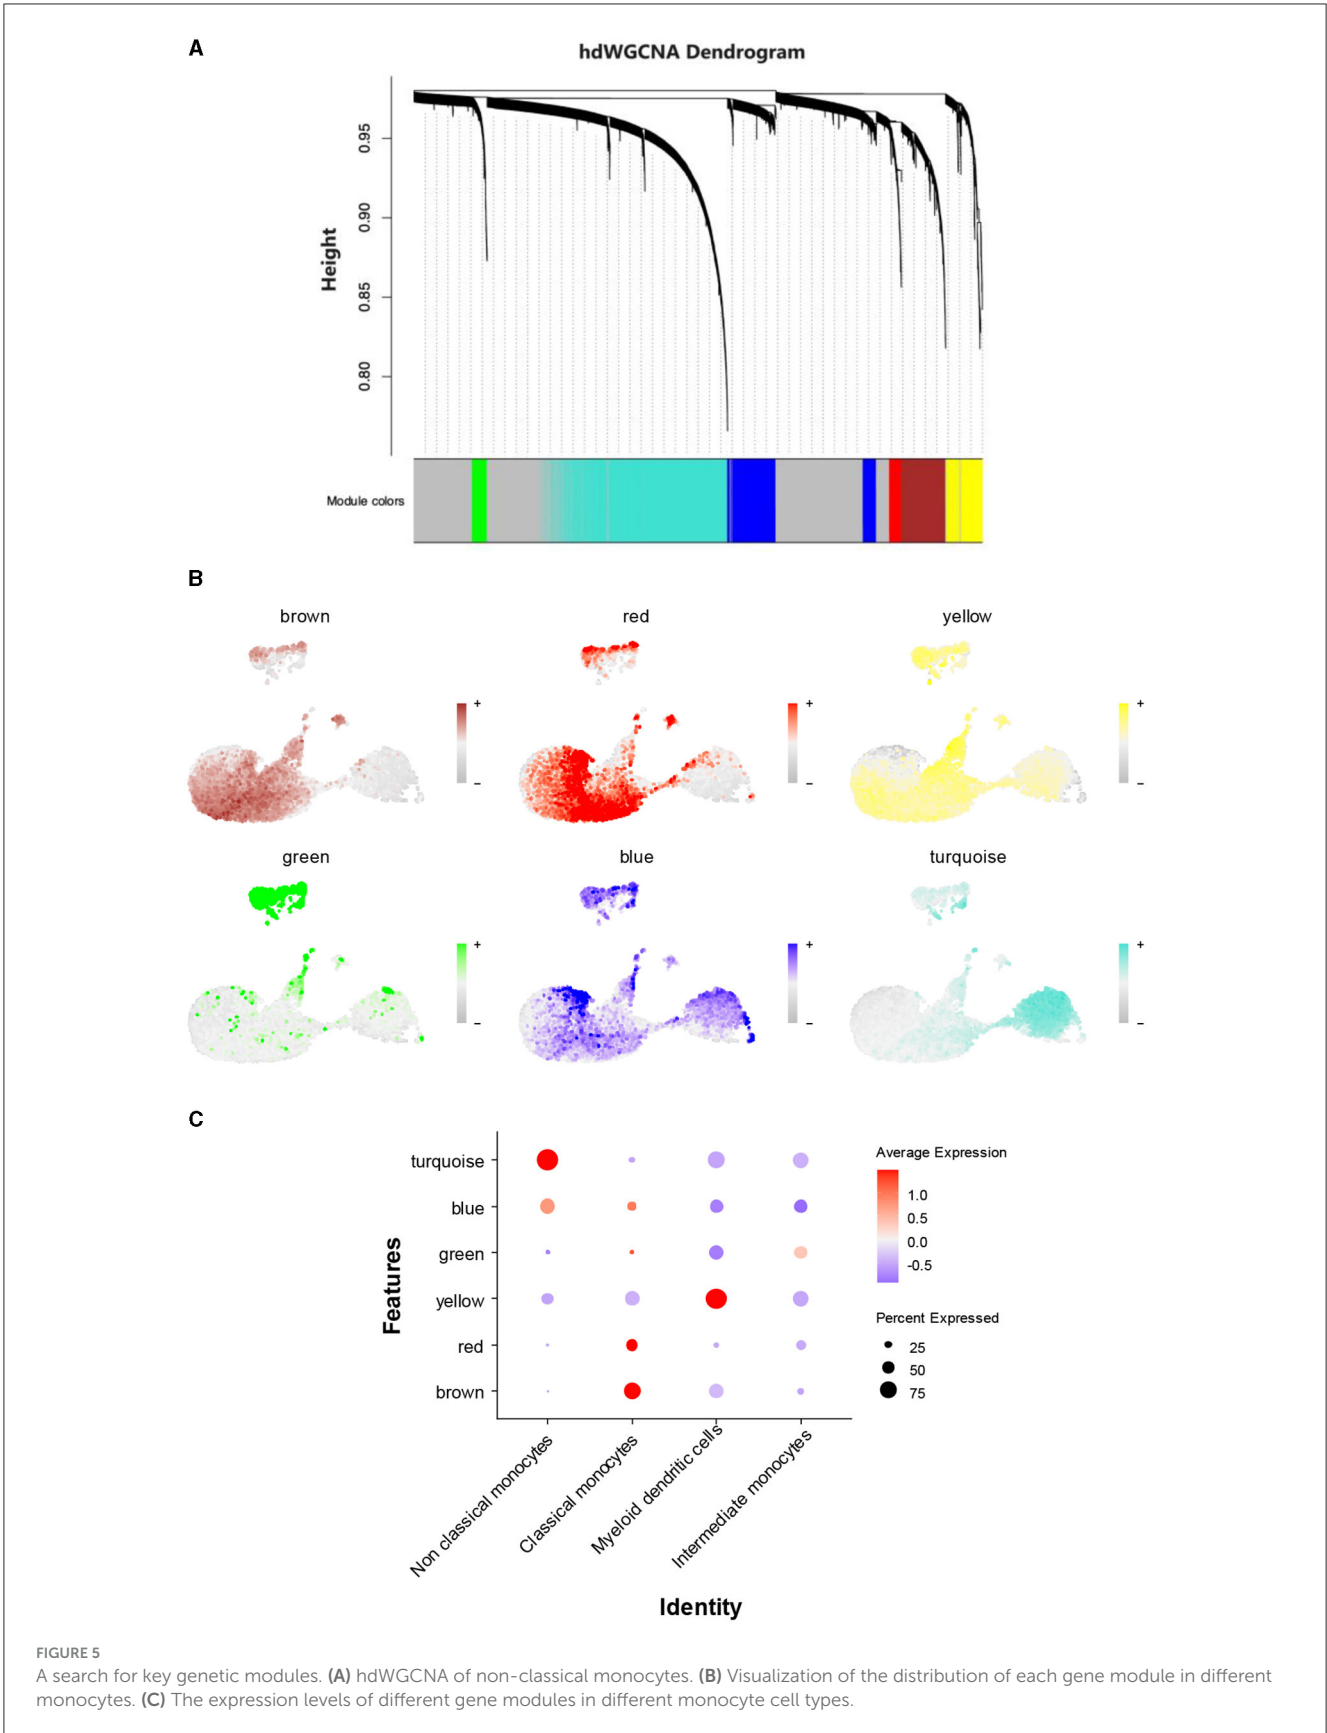 A
hdWGCNA Dendrogram
Height
0.95
0.90
0.85
0.80
Module colors
B
brown
red
yellow
+
−
+
−
+
−
green
blue
turquoise
+
−
+
−
+
−
C
Features
turquoise
blue
green
yellow
red
brown
Non classical monocytes
Classical monocytes
Myeloid dendritic cells
Intermediate monocytes
Identity
Average Expression
1.0
0.5
0.0
-0.5
Percent Expressed
25
50
75
FIGURE 5
A search for key genetic modules. (A) hdWGCNA of non-classical monocytes. (B) Visualization of the distribution of each gene module in different
monocytes. (C) The expression levels of different gene modules in different monocyte cell types.